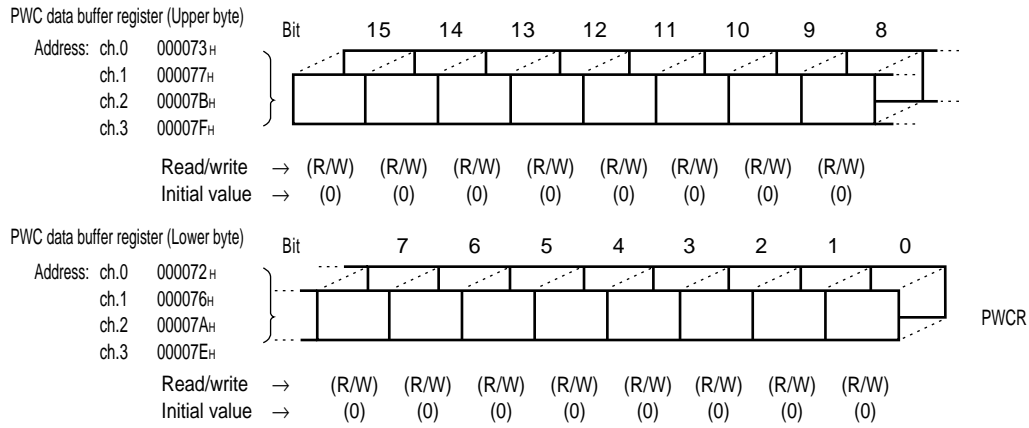 PWC data buffer register (Upper byte) Bit 15 14 13 12 11 10 9 8
Address: ch.0 000073H
ch.1 000077H
ch.2 00007BH
ch.3 00007FH
Read/write → (R/W) (R/W) (R/W) (R/W) (R/W) (R/W) (R/W) (R/W)
Initial value → (0) (0) (0) (0) (0) (0) (0) (0)
PWC data buffer register (Lower byte) Bit 7 6 5 4 3 2 1 0
Address: ch.0 000072H
ch.1 000076H
ch.2 00007AH PWCR
ch.3 00007EH
Read/write → (R/W) (R/W) (R/W) (R/W) (R/W) (R/W) (R/W) (R/W)
Initial value → (0) (0) (0) (0) (0) (0) (0) (0)